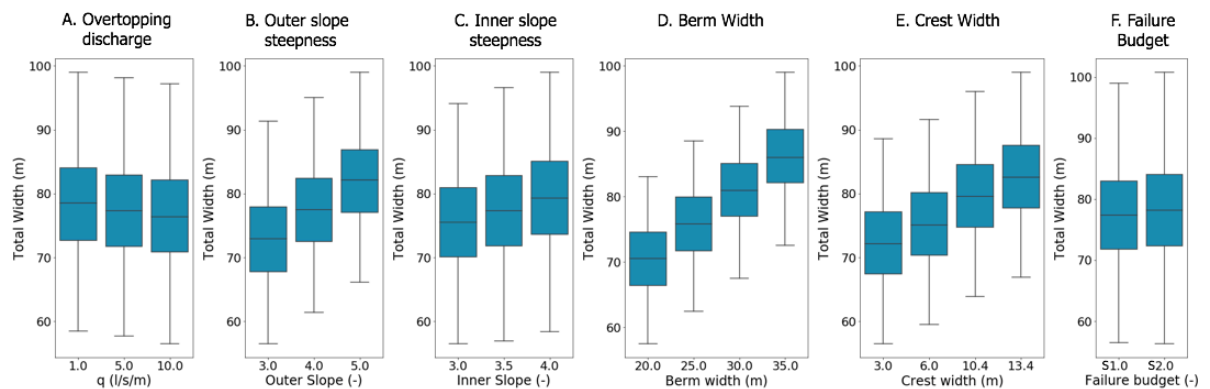 A. Overtopping
discharge
100
90
80
70
60
Total Width (m)
1.0 5.0 10.0
q (l/s/m)
B. Outer slope
steepness
100
90
80
70
60
Total Width (m)
3.0 4.0 5.0
Outer Slope (-)
C. Inner slope
steepness
100
90
80
70
60
Total Width (m)
3.0 3.5 4.0
Inner Slope (-)
D. Berm Width
100
90
80
70
60
Total Width (m)
20.0 25.0 30.0 35.0
Berm width (m)
E. Crest Width
100
90
80
70
60
Total Width (m)
3.0 6.0 10.4 13.4
Crest width (m)
F. Failure
Budget
100
90
80
70
60
Total Width (m)
S1.0 S2.0
Failure budget (-)